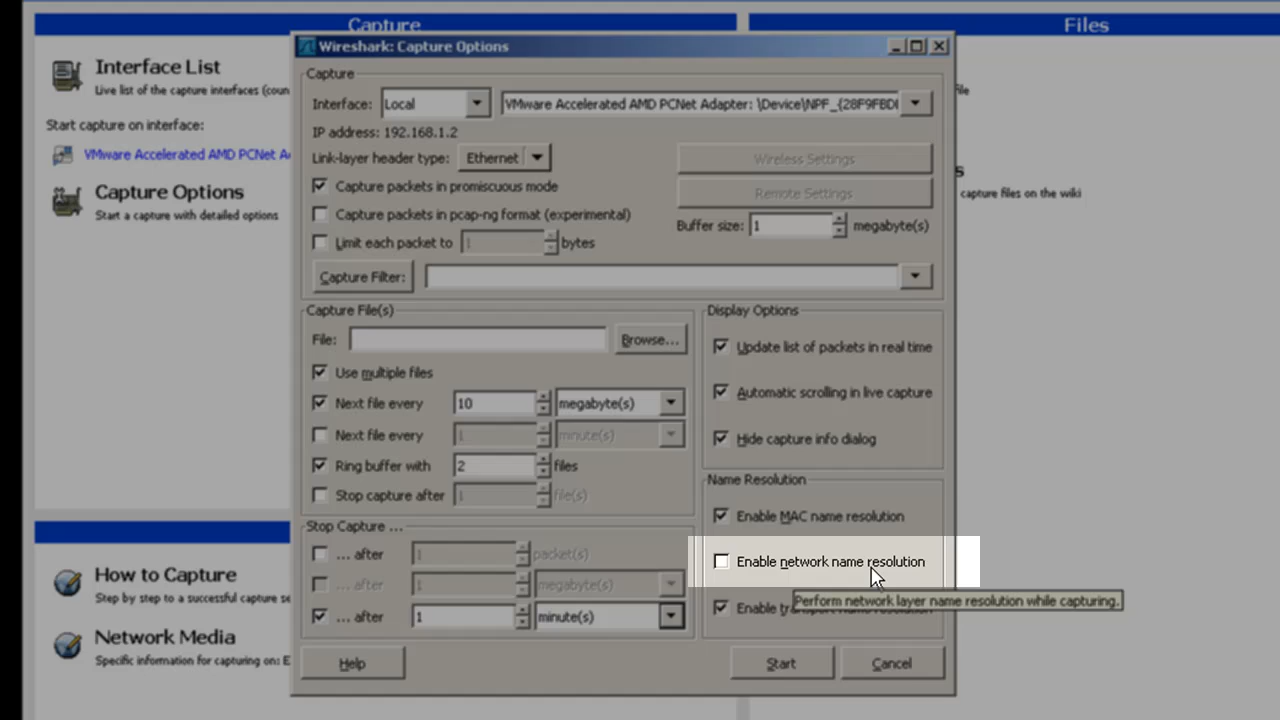 Capture
Files
Interface List
Live list of the capture interfaces (coun
Start capture on interface:
VMware Accelerated AMD PCNet A
Capture Options
Start a capture with detailed options
How to Capture
Step by step to a successful capture se
Network Media
Specific information for capturing on: E
file
s
capture files on the wiki
Wireshark: Capture Options
Capture
Interface: Local VMware Accelerated AMD PCNet Adapter: \Device\NPF_{28F9FBD
IP address: 192.168.1.2
Link-layer header type: Ethernet
Wireless Settings
Capture packets in promiscuous mode
Remote Settings
Capture packets in pcap-ng format (experimental)
Buffer size: 1 megabyte(s)
Limit each packet to 1 bytes
Capture Filter:
Capture File(s)
File: Browse...
Use multiple files
Next file every 10 megabyte(s)
Next file every 1 minute(s)
Ring buffer with 2 files
Stop capture after 1 file(s)
Stop Capture ...
... after 1 packet(s)
... after 1 megabyte(s)
... after 1 minute(s)
Display Options
Update list of packets in real time
Automatic scrolling in live capture
Hide capture info dialog
Name Resolution
Enable MAC name resolution
Enable network name resolution
Perform network layer name resolution while capturing.
Enable
Help
Start
Cancel